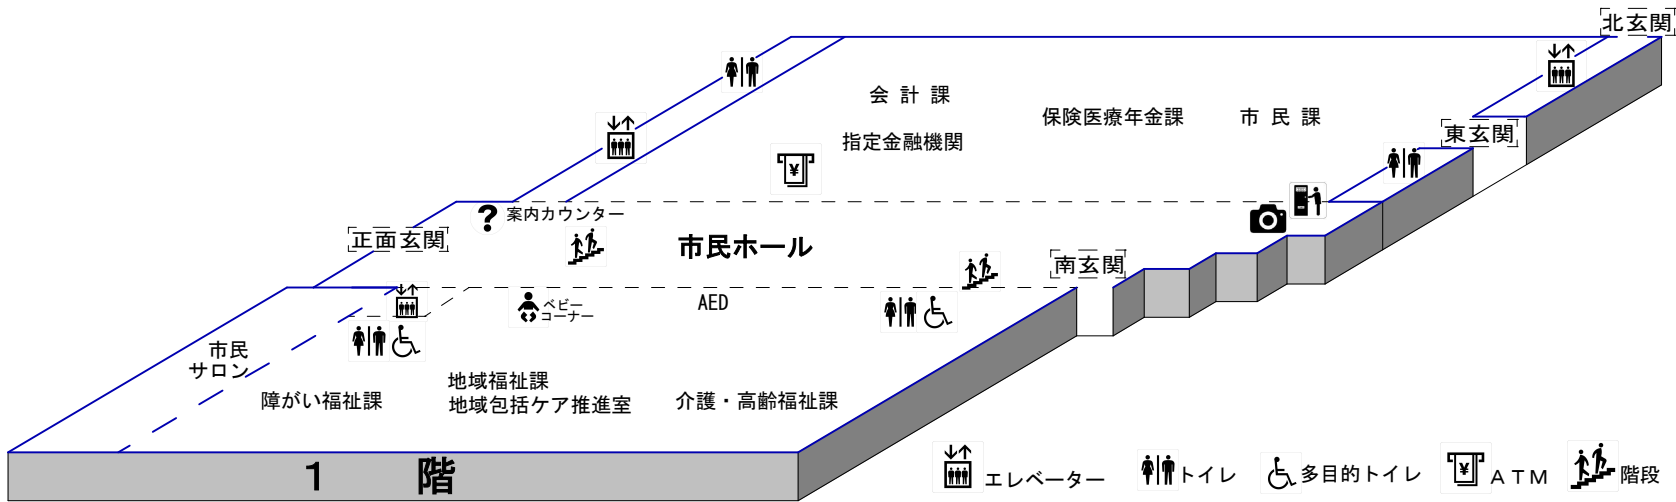 北玄関
会計課
保険医療年金課
市民課
指定金融機関
東玄関
¥
? 案内カウンター
正面玄関
市民ホール
南玄関
ベビー
コーナー
AED
市民
サロン
障がい福祉課
地域福祉課
地域包括ケア推進室
介護・高齢福祉課
1 階
エレベーター
トイレ
多目的トイレ
¥ ATM
階段